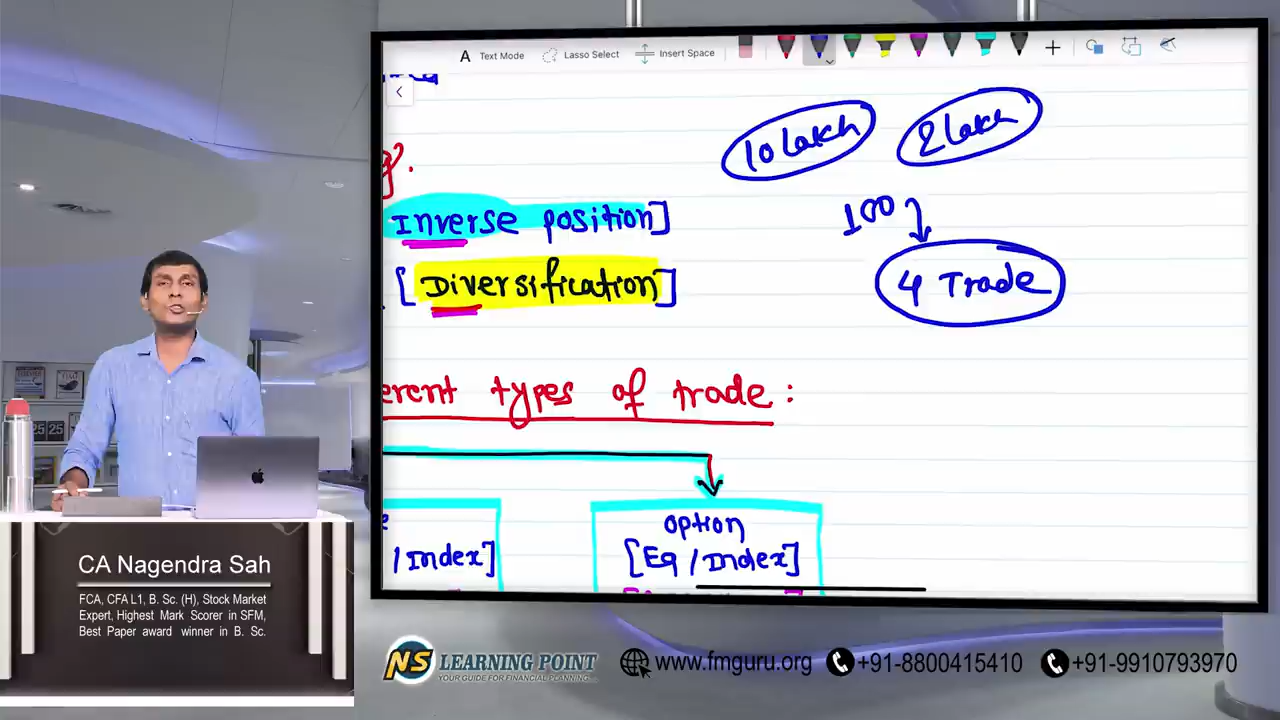 A Text Mode Lasso Select Insert Space
10 Lakh 2 Lakh
Inverse position]
100
[Diversification]
4 Trade
erent types of trade :
option
/Index]
[Eq /Index]
CA Nagendra Sah
FCA, CFA L1, B. Sc. (H), Stock Market
Expert, Highest Mark Scorer in SFM,
Best Paper award winner in B. Sc.
NS LEARNING POINT
YOUR GUIDE FOR FINANCIAL PLANNING...
www.fmguru.org +91-8800415410 +91-9910793970